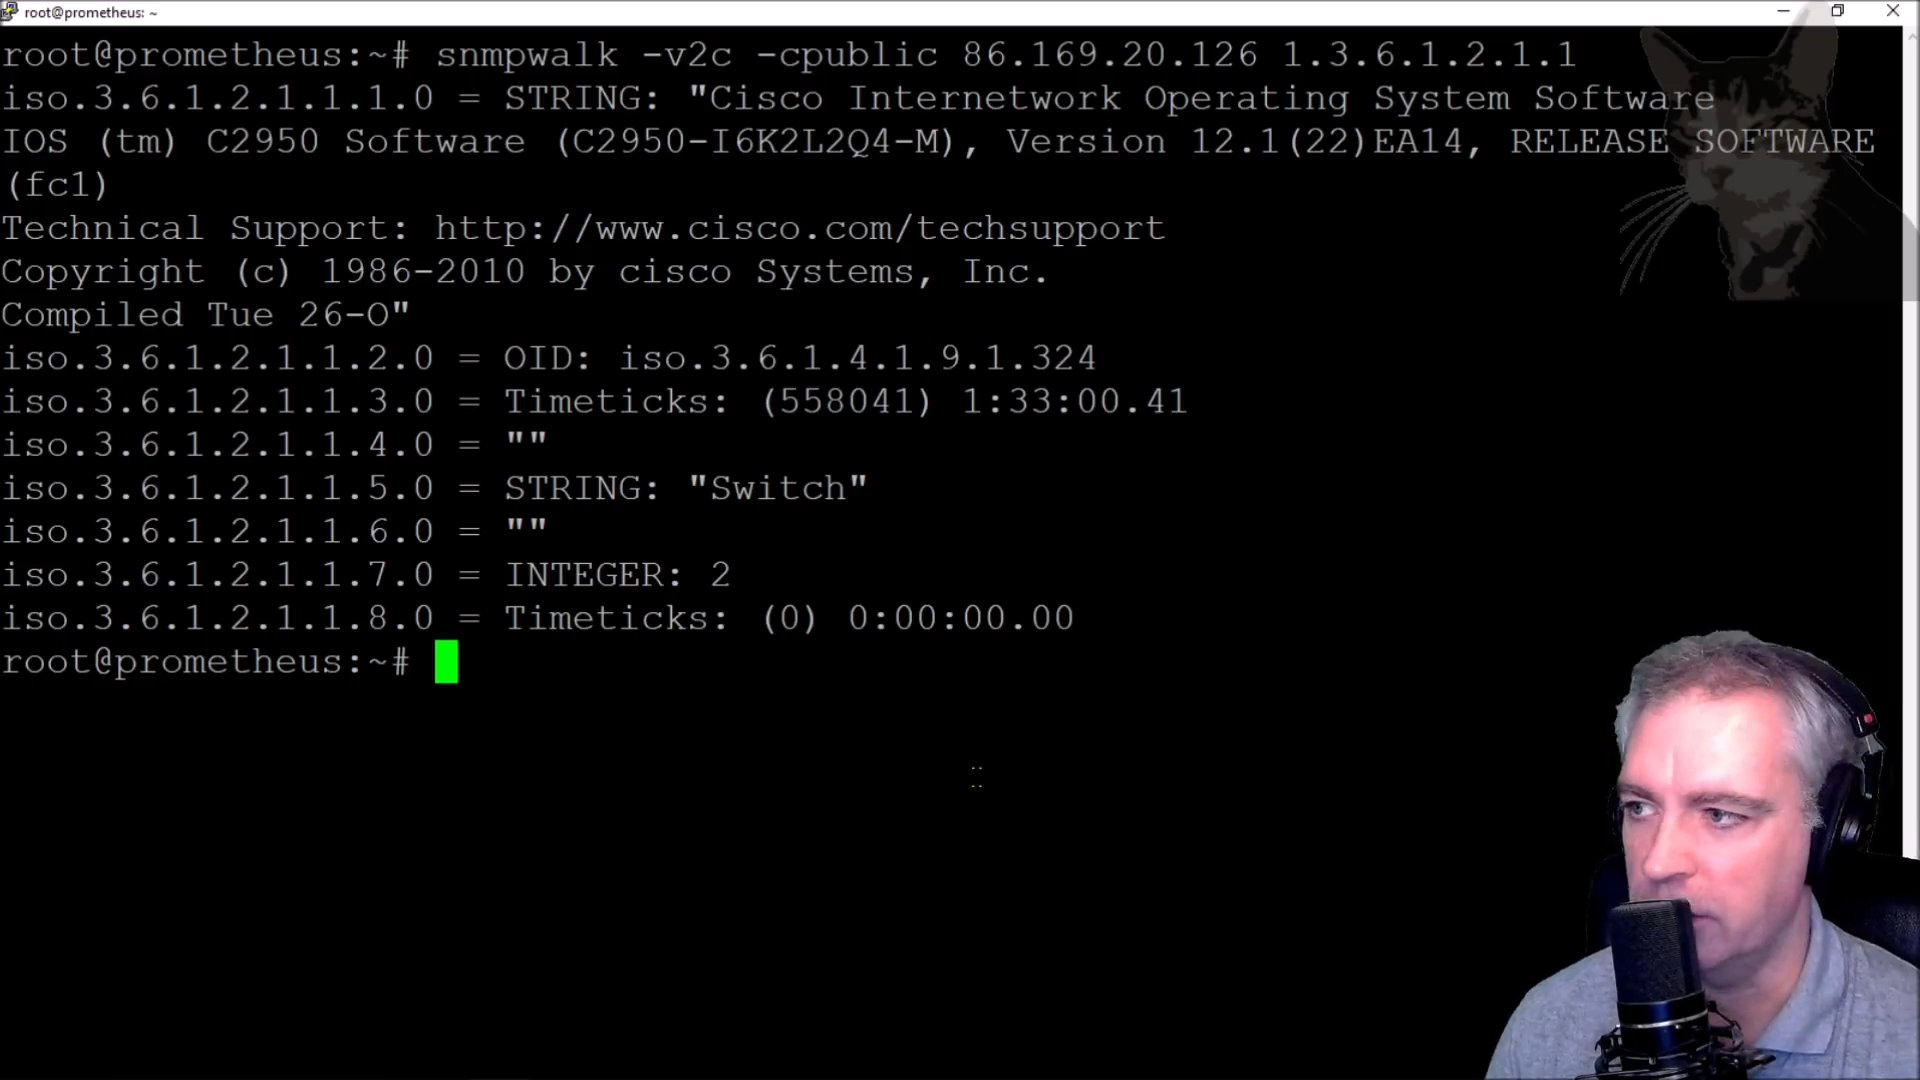 root@prometheus: ~
root@prometheus:~# snmpwalk -v2c -cpublic 86.169.20.126 1.3.6.1.2.1.1
iso.3.6.1.2.1.1.1.0 = STRING: "Cisco Internetwork Operating System Software
IOS (tm) C2950 Software (C2950-I6K2L2Q4-M), Version 12.1(22)EA14, RELEASE SOFTWARE
(fc1)
Technical Support: http://www.cisco.com/techsupport
Copyright (c) 1986-2010 by cisco Systems, Inc.
Compiled Tue 26-O"
iso.3.6.1.2.1.1.2.0 = OID: iso.3.6.1.4.1.9.1.324
iso.3.6.1.2.1.1.3.0 = Timeticks: (558041) 1:33:00.41
iso.3.6.1.2.1.1.4.0 = ""
iso.3.6.1.2.1.1.5.0 = STRING: "Switch"
iso.3.6.1.2.1.1.6.0 = ""
iso.3.6.1.2.1.1.7.0 = INTEGER: 2
iso.3.6.1.2.1.1.8.0 = Timeticks: (0) 0:00:00.00
root@prometheus:~#